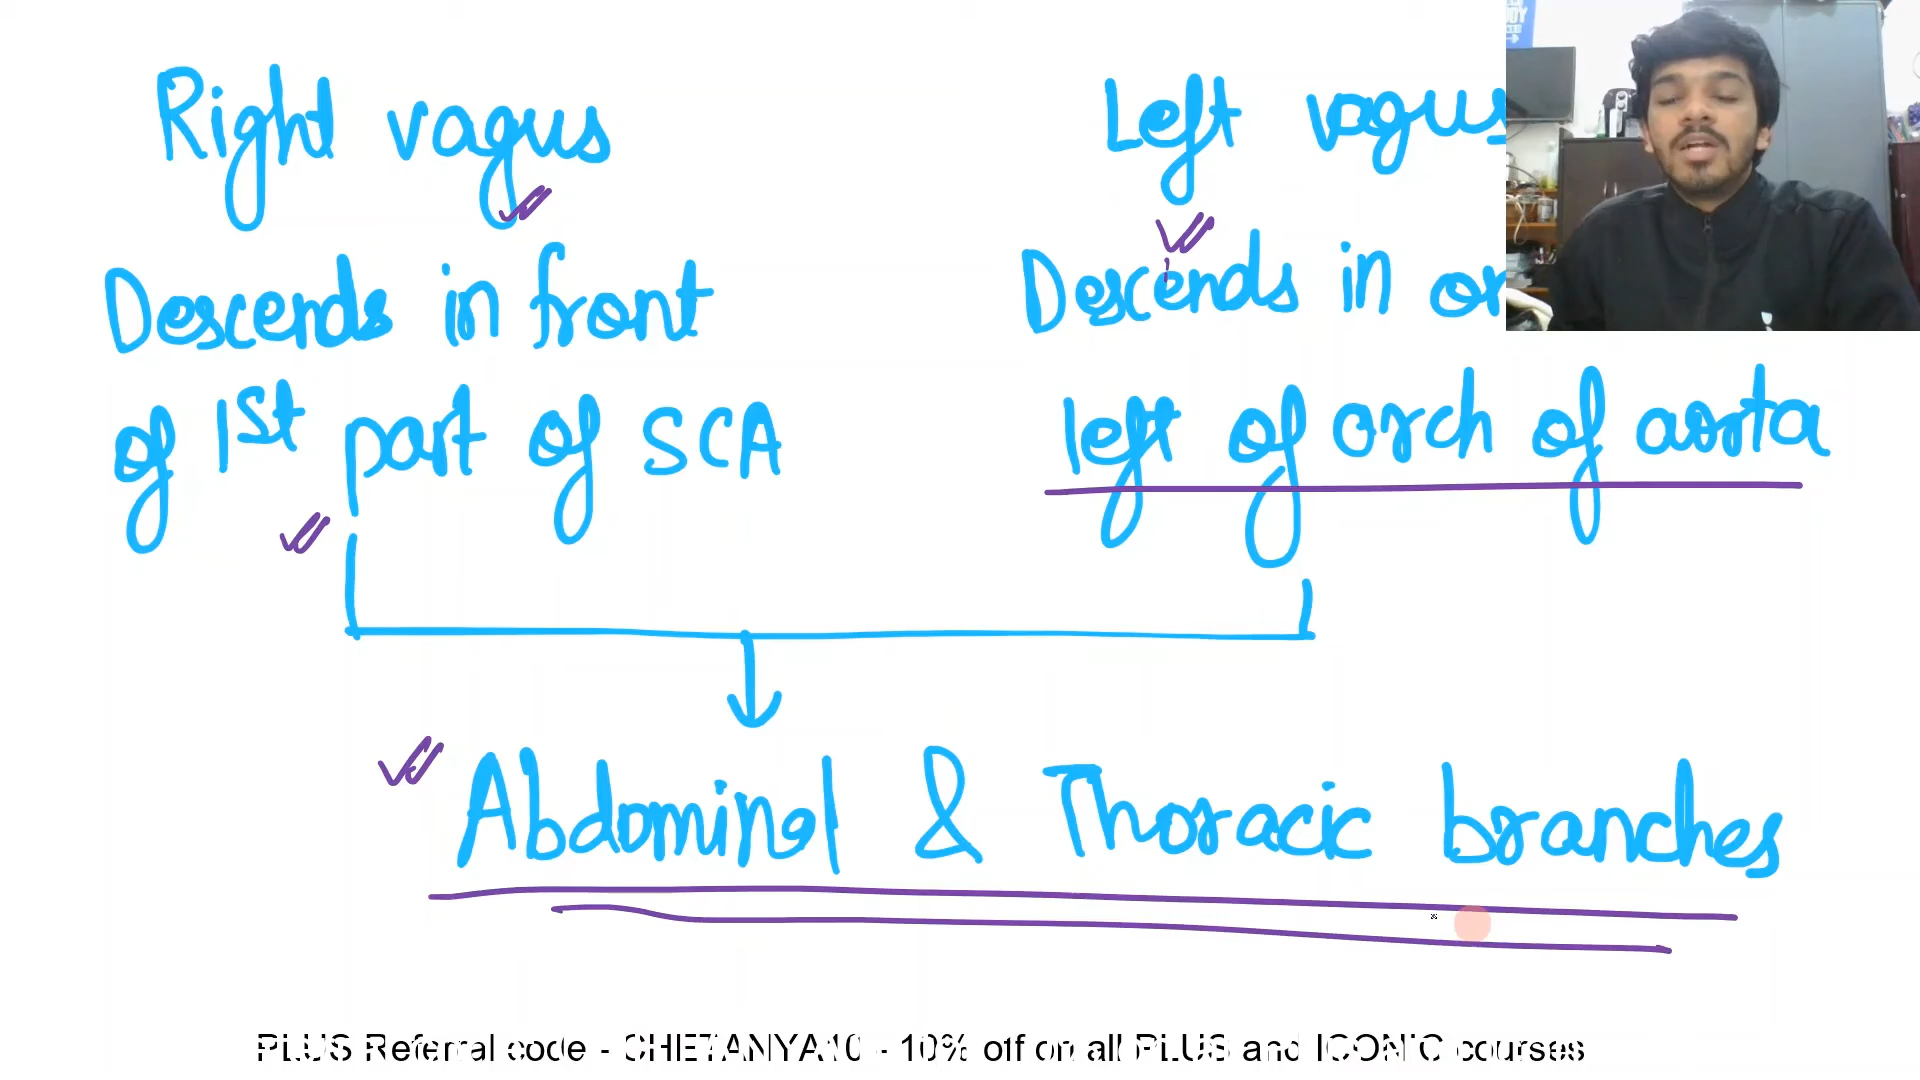 Right vagus
Left vagus
Descends in front
of 1st part of SCA
Descends in
left of arch of aorta
Abdominal & Thoracic branches
PLUS Referral code - CHETANYA10 - 10% off on all PLUS and ICONIC courses